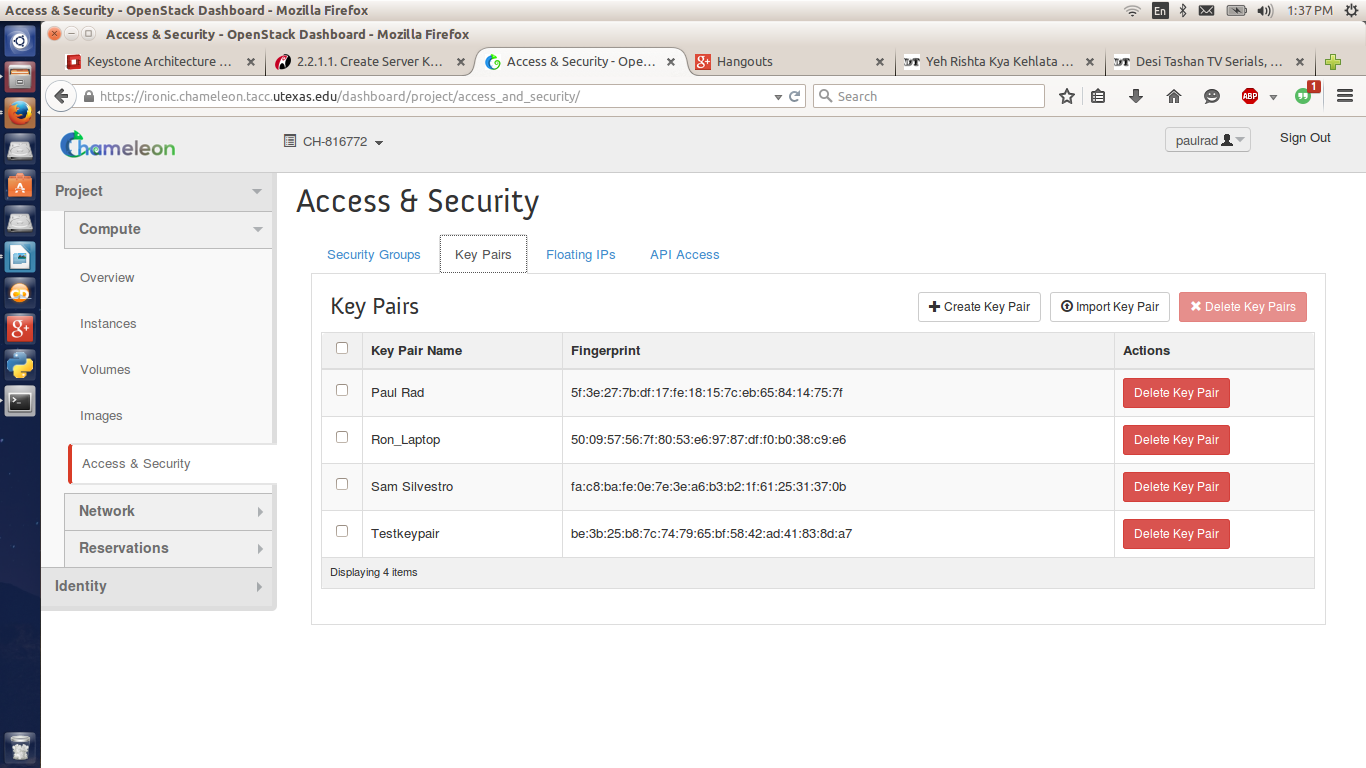 Access & Security - OpenStack Dashboard - Mozilla Firefox
En
1:37 PM
Access & Security - OpenStack Dashboard - Mozilla Firefox
Keystone Architecture ...
2.2.1.1. Create Server K...
Access & Security - Ope...
Hangouts
Yeh Rishta Kya Kehlata ...
Desi Tashan TV Serials, ...
https://ironic.chameleon.tacc.utexas.edu/dashboard/project/access_and_security/
Search
ABP
1
Chameleon
CH-816772
paulrad
Sign Out
Project
Compute
Overview
Instances
Volumes
Images
Access & Security
Network
Reservations
Identity
Access & Security
Security Groups
Key Pairs
Floating IPs
API Access
Key Pairs
Create Key Pair
Import Key Pair
Delete Key Pairs
Key Pair Name
Fingerprint
Actions
Paul Rad
5f:3e:27:7b:df:17:fe:18:15:7c:eb:65:84:14:75:7f
Delete Key Pair
Ron_Laptop
50:09:57:56:7f:80:53:e6:97:87:df:f0:b0:38:c9:e6
Delete Key Pair
Sam Silvestro
fa:c8:ba:fe:0e:7e:3e:a6:b3:b2:1f:61:25:31:37:0b
Delete Key Pair
Testkeypair
be:3b:25:b8:7c:74:79:65:bf:58:42:ad:41:83:8d:a7
Delete Key Pair
Displaying 4 items